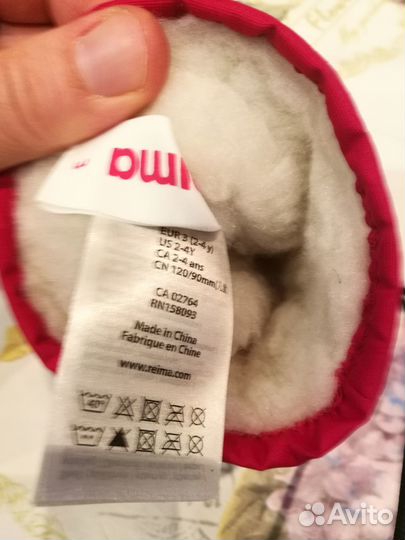 ima
EUR 3 (2-4 y)
US 2-4Y
CA 2-4 ans
CN 120/90mm
CA 02764
RN158093
Made in China
Fabriqué en Chine
www.reima.com
40°
Avito